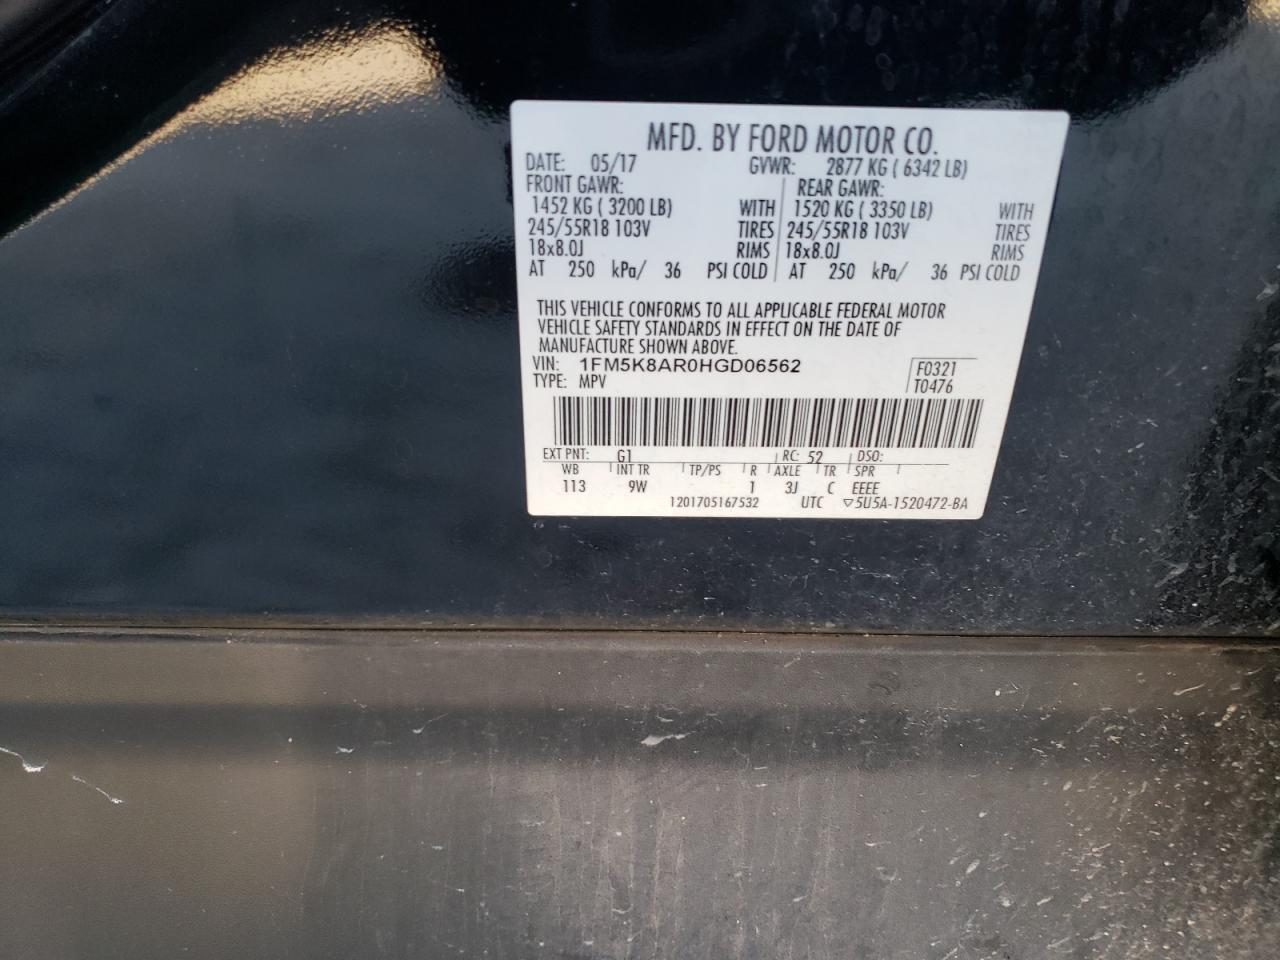 MFD. BY FORD MOTOR CO.
DATE: 05/17 GVWR: 2877 KG ( 6342 LB)
FRONT GAWR: REAR GAWR:
1452 KG ( 3200 LB) WITH 1520 KG ( 3350 LB) WITH
245/55R18 103V TIRES 245/55R18 103V TIRES
18x8.0J RIMS 18x8.0J RIMS
AT 250 kPa/ 36 PSI COLD AT 250 kPa/ 36 PSI COLD
THIS VEHICLE CONFORMS TO ALL APPLICABLE FEDERAL MOTOR
VEHICLE SAFETY STANDARDS IN EFFECT ON THE DATE OF
MANUFACTURE SHOWN ABOVE.
VIN: 1FM5K8AR0HGD06562 F0321
TYPE: MPV T0476
EXT PNT: G1 RC: 52 DSO:
WB INT TR TP/PS R AXLE TR SPR
113 9W 1 3J C EEEE
1201705167532 UTC ▽5U5A-1520472-BA